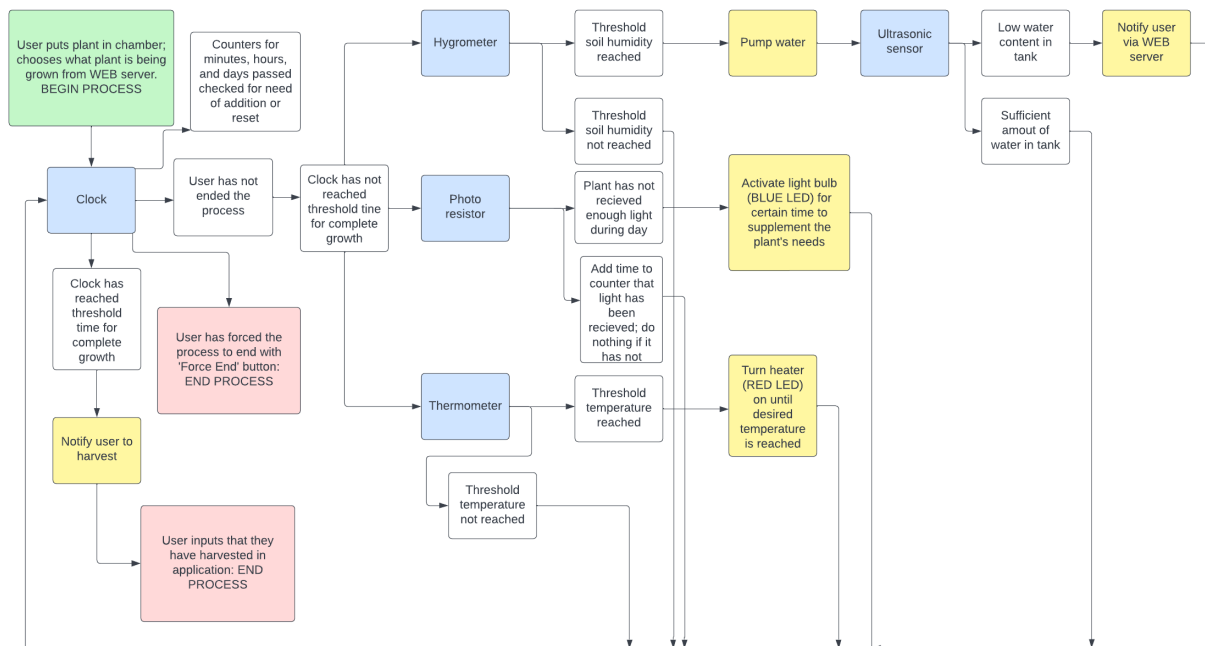 User puts plant in chamber;
chooses what plant is being
grown from WEB server.
BEGIN PROCESS
Counters for
minutes, hours,
and days passed
checked for need
of addition or
reset
Clock
User has not
ended the
process
Clock has not
reached
threshold tine
for complete
growth
Clock has
reached
threshold
time for
complete
growth
User has forced the
process to end with
'Force End' button:
END PROCESS
Notify user to
harvest
User inputs that they
have harvested in
application: END
PROCESS
Hygrometer
Threshold
soil humidity
reached
Pump water
Ultrasonic
sensor
Low water
content in
tank
Notify user
via WEB
server
Threshold
soil humidity
not reached
Sufficient
amout of
water in tank
Photo
resistor
Plant has not
recieved
enough light
during day
Activate light bulb
(BLUE LED) for
certain time to
supplement the
plant's needs
Add time to
counter that
light has
been
recieved; do
nothing if it
has not
Thermometer
Threshold
temperature
reached
Turn heater
(RED LED)
on until
desired
temperature
is reached
Threshold
temperature
not reached